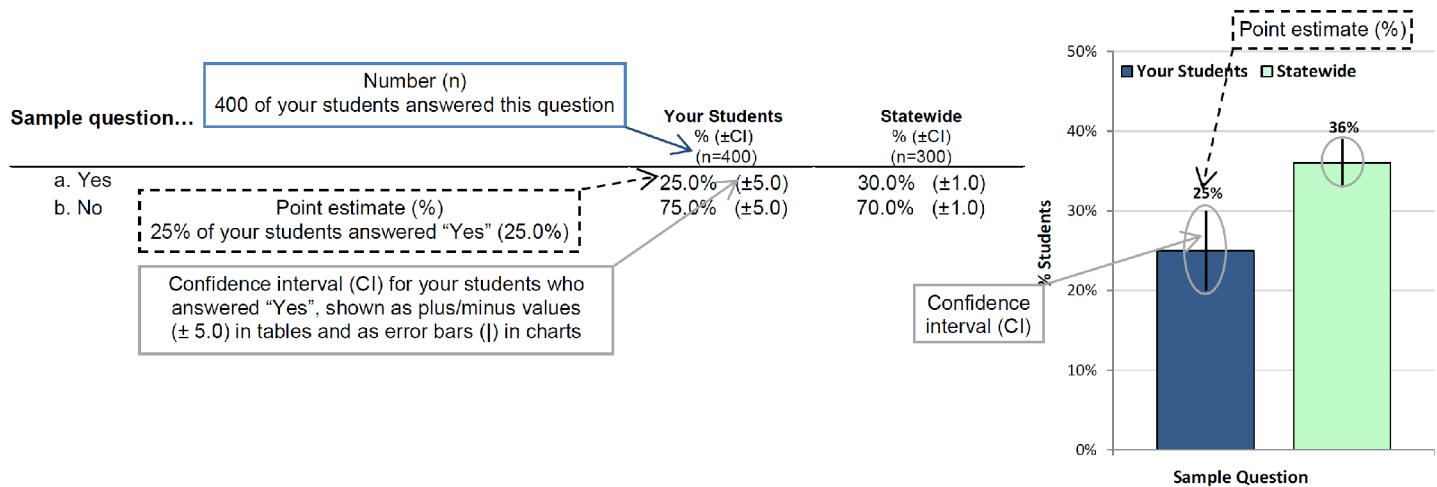 Number (n)
400 of your students answered this question
Sample question…
Your Students
% (±CI)
(n=400)
Statewide
% (±CI)
(n=300)
a. Yes
25.0% (±5.0)
30.0% (±1.0)
b. No
75.0% (±5.0)
70.0% (±1.0)
Point estimate (%)
25% of your students answered “Yes” (25.0%)
Confidence interval (CI) for your students who
answered “Yes”, shown as plus/minus values
(± 5.0) in tables and as error bars (|) in charts
Point estimate (%)
Your Students
Statewide
50%
40%
30%
20%
10%
0%
% Students
25%
36%
Confidence
interval (CI)
Sample Question